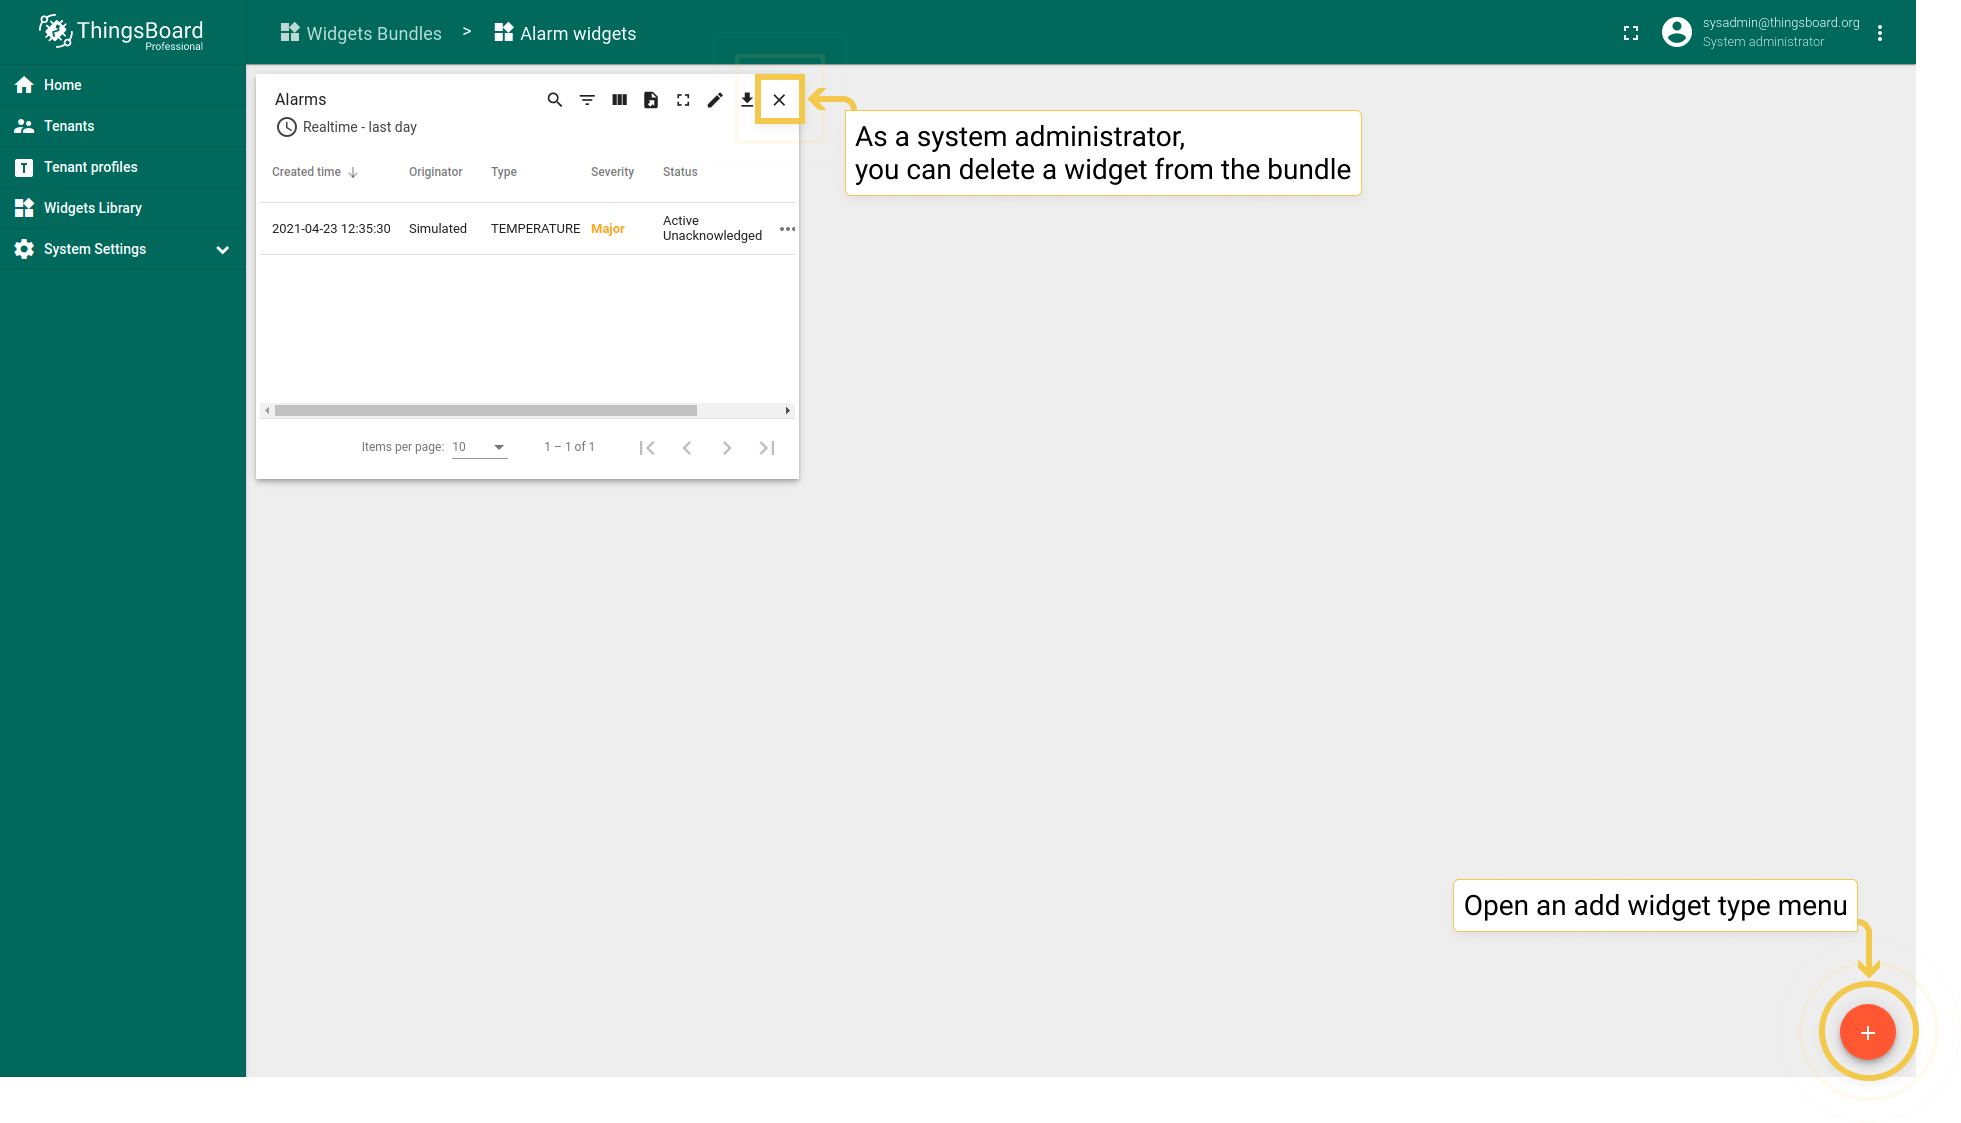 ThingsBoard
Professional
Widgets Bundles > Alarm widgets
sysadmin@thingsboard.org
System administrator
Home
Tenants
Tenant profiles
Widgets Library
System Settings
Alarms
Realtime - last day
Created time Originator Type Severity Status
2021-04-23 12:35:30 Simulated TEMPERATURE Major Active
Unacknowledged
Items per page: 10 1 – 1 of 1
As a system administrator,
you can delete a widget from the bundle
Open an add widget type menu